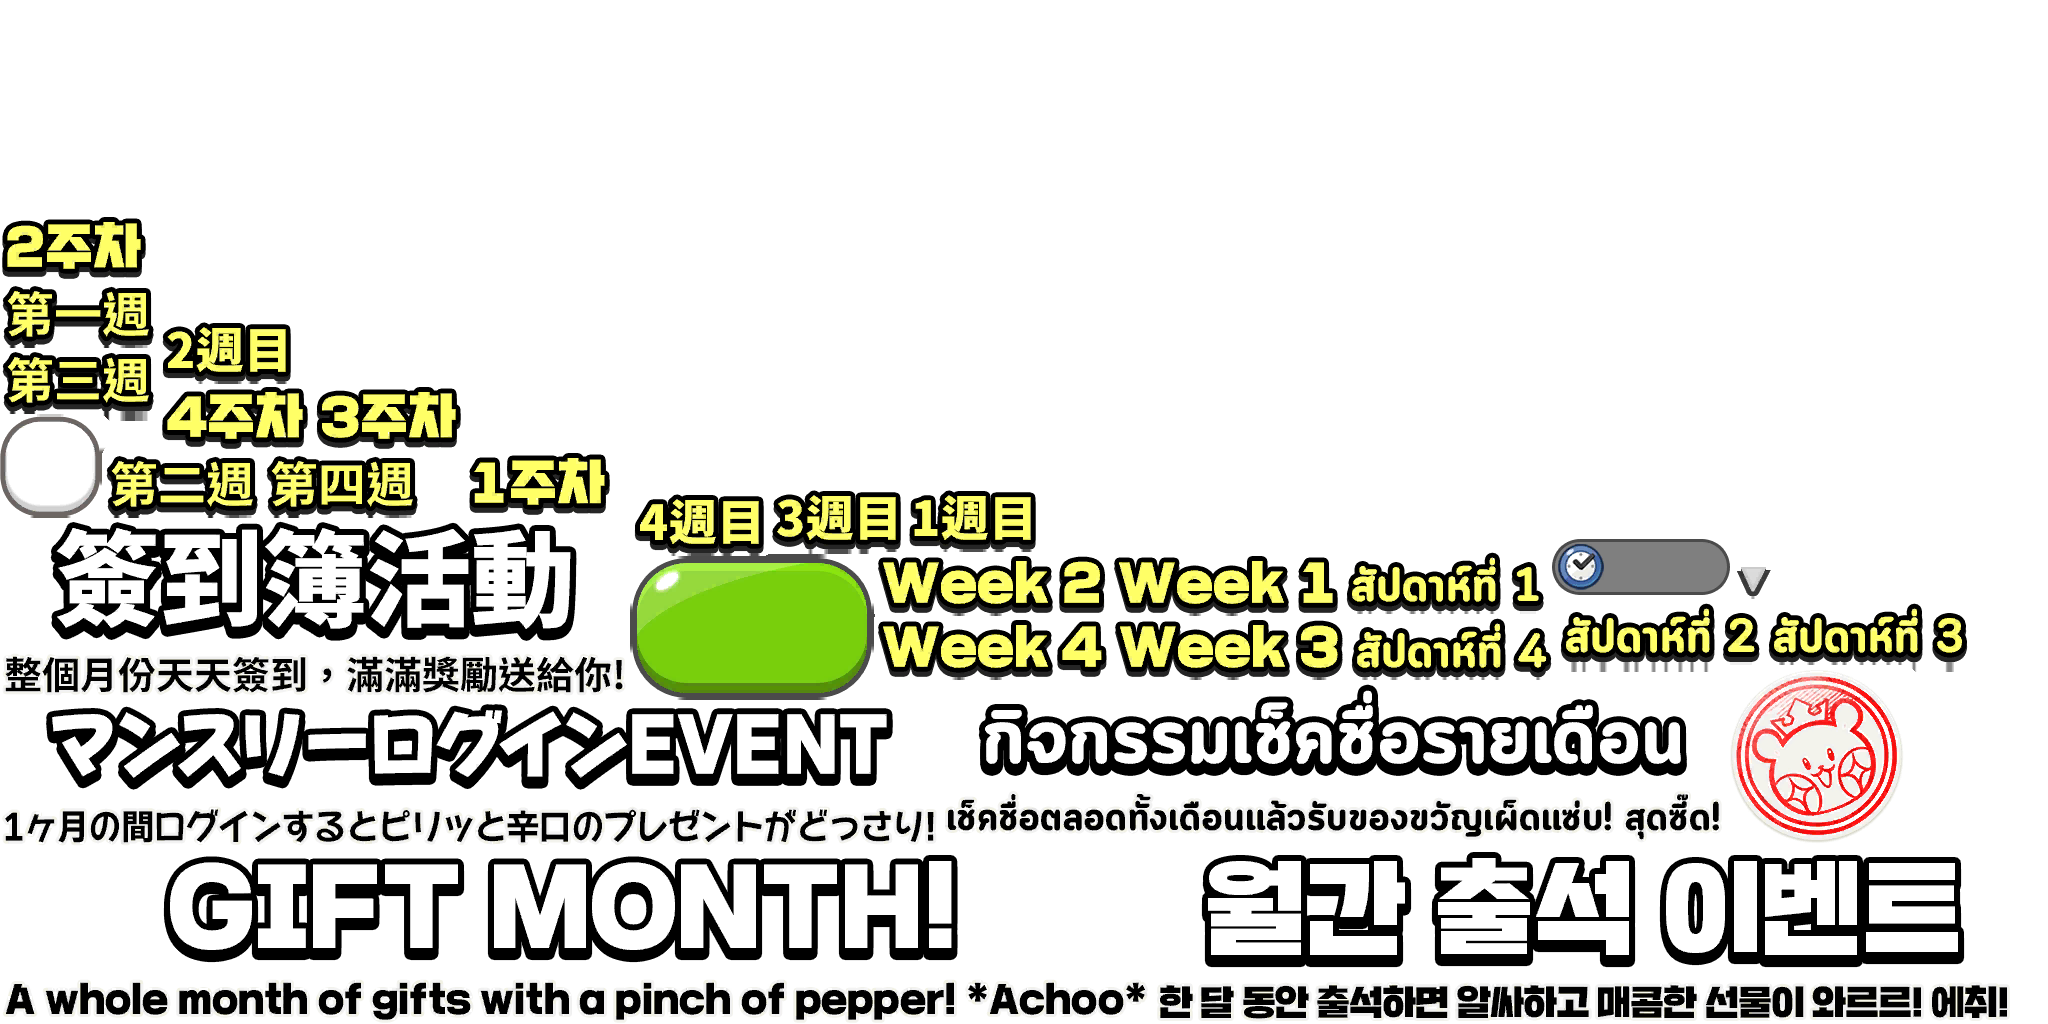 2주차
第一週
2週目
第三週
4주차 3주차
第二週 第四週 1주차
4週目 3週目 1週目
簽到簿活動
Week 2 Week 1 สัปดาห์ที่ 1
Week 4 Week 3 สัปดาห์ที่ 4 สัปดาห์ที่ 2 สัปดาห์ที่ 3
整個月份天天簽到，滿滿獎勵送給你!
マンスリーログインEVENT
กิจกรรมเช็คชื่อรายเดือน
1ヶ月の間ログインするとピリッと辛口のプレゼントがどっさり!
เช็คชื่อตลอดทั้งเดือนแล้วรับของขวัญเผ็ดแซ่บ! สุดซี๊ด!
GIFT MONTH!
월간 출석 이벤트
A whole month of gifts with a pinch of pepper! *Achoo*
한 달 동안 출석하면 알싸하고 매콤한 선물이 와르르! 에취!